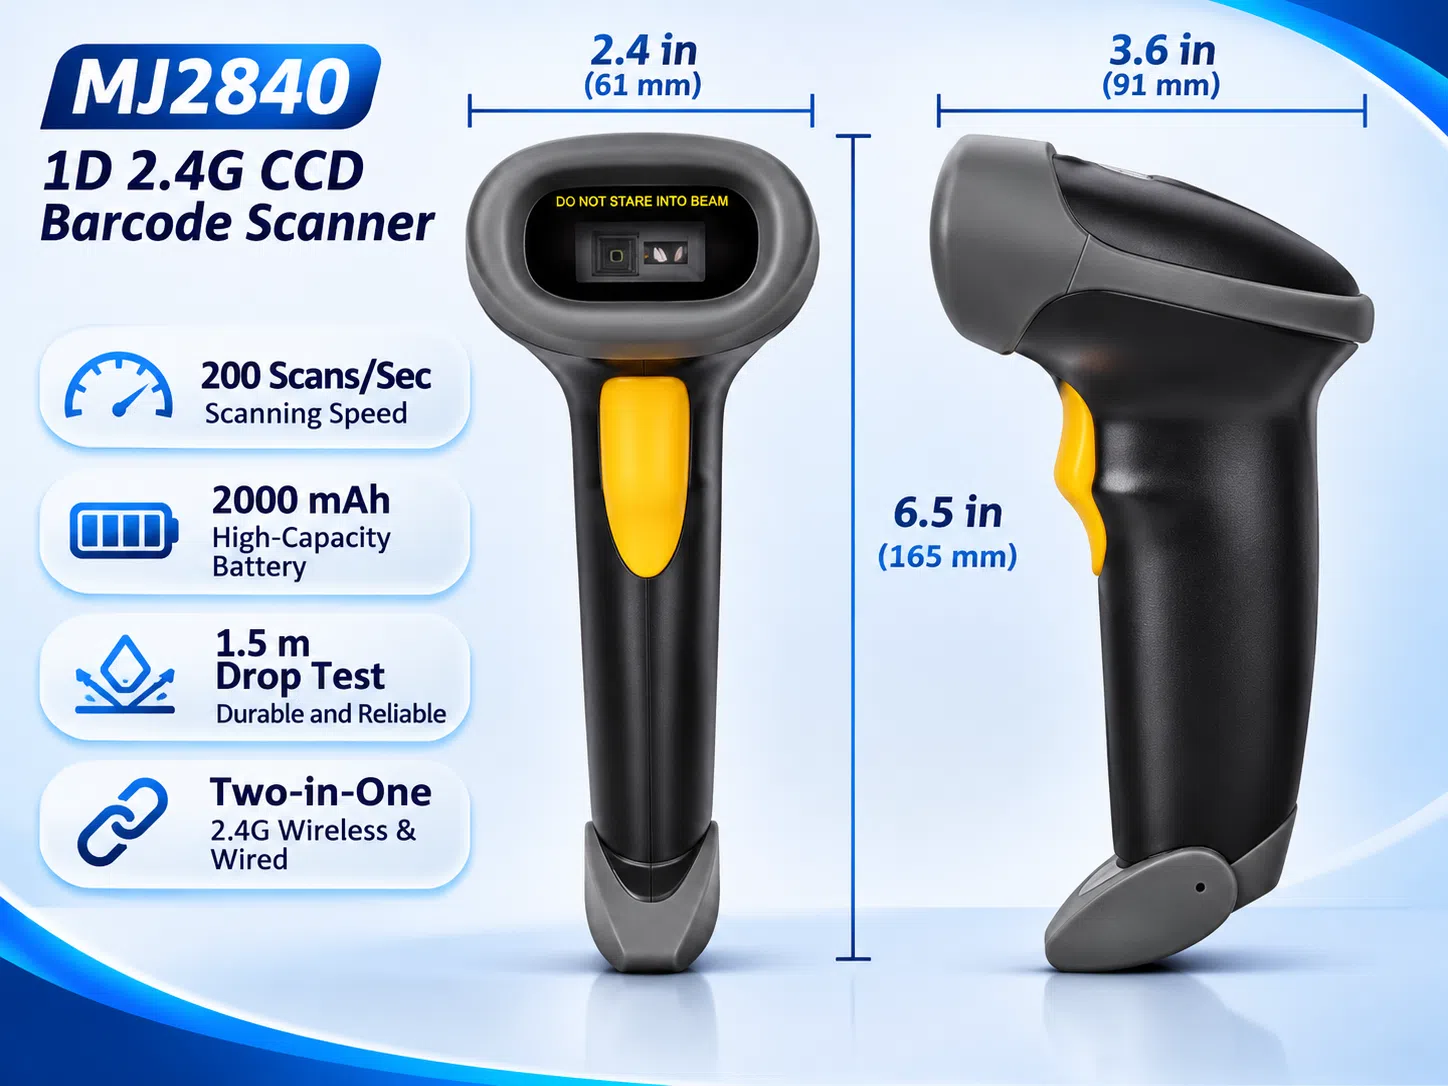 MJ2840
1D 2.4G CCD
Barcode Scanner
200 Scans/Sec
Scanning Speed
2000 mAh
High-Capacity
Battery
1.5 m
Drop Test
Durable and Reliable
Two-in-One
2.4G Wireless &
Wired
2.4 in
(61 mm)
DO NOT STARE INTO BEAM
6.5 in
(165 mm)
3.6 in
(91 mm)